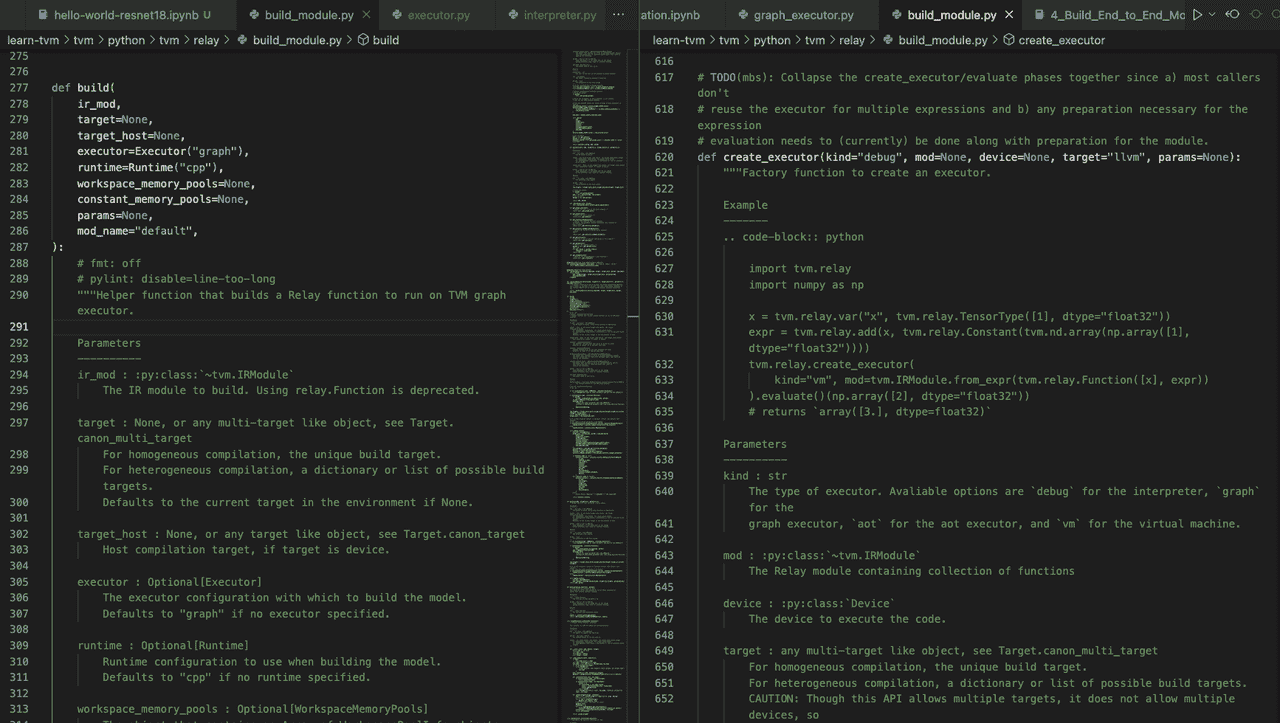 hello-world-resnet18.ipynb U
build_module.py
executor.py
interpreter.py
learn-tvm > tvm > python > tvm > relay > build_module.py > build
275
276
277 def build(
278 ir_mod,
279 target=None,
280 target_host=None,
281 executor=Executor("graph"),
282 runtime=Runtime("cpp"),
283 workspace_memory_pools=None,
284 constant_memory_pools=None,
285 params=None,
286 mod_name="default",
287 ):
288 # fmt: off
289 # pylint: disable=line-too-long
290 """Helper function that builds a Relay function to run on TVM graph
executor.
291
292 Parameters
293 ----------
294 ir_mod : :py:class:`~tvm.IRModule`
295 The IR module to build. Using relay.Function is deprecated.
296
297 target : None, or any multi-target like object, see Target.
canon_multi_target
298 For homogeneous compilation, the unique build target.
299 For heterogeneous compilation, a dictionary or list of possible build
targets.
300 Defaults to the current target in the environment if None.
301
302 target_host : None, or any target like object, see Target.canon_target
303 Host compilation target, if target is device.
304
305 executor : Optional[Executor]
306 The executor configuration with which to build the model.
307 Defaults to "graph" if no executor specified.
308
309 runtime : Optional[Runtime]
310 Runtime configuration to use when building the model.
311 Defaults to "cpp" if no runtime specified.
312
313 workspace_memory_pools : Optional[WorkspaceMemoryPools]
ation.ipynb
graph_executor.py
build_module.py
4_Build_End_to_End_Mo
learn-tvm > tvm > python > tvm > relay > build_module.py > create_executor
616
617 # TODO(mbs): Collapse the create_executor/evaluate phases together since a) most callers
don't
618 # reuse the executor for multiple expressions and b) any preparation necessary for the
expression
619 # evaluation needs to (currently) be done along with preparation for the module.
620 def create_executor(kind="debug", mod=None, device=None, target="llvm", params=None):
621 """Factory function to create an executor.
622
623 Example
624 -------
625 .. code-block:: python
626
627 import tvm.relay
628 import numpy as np
629
630 x = tvm.relay.var("x", tvm.relay.TensorType([1], dtype="float32"))
631 expr = tvm.relay.add(x, tvm.relay.Constant(tvm.nd.array(np.array([1],
dtype="float32"))))
632 tvm.relay.create_executor(
633 kind="vm", mod=tvm.IRModule.from_expr(tvm.relay.Function([x], expr))
634 ).evaluate()(np.array([2], dtype="float32"))
635 # returns `array([3.], dtype=float32)`
636
637 Parameters
638 ----------
639 kind : str
640 The type of executor. Avaliable options are `debug` for the interpreter, `graph`
for the
641 graph executor, `aot` for the aot executor, and `vm` for the virtual machine.
642
643 mod : :py:class:`~tvm.IRModule`
644 The Relay module containing collection of functions
645
646 device : :py:class:`Device`
647 The device to execute the code.
648
649 target : any multi-target like object, see Target.canon_multi_target
650 For homogeneous compilation, the unique build target.
651 For heterogeneous compilation, a dictionary or list of possible build targets.
652 CAUTION: Though this API allows multiple targets, it does not allow multiple
devices, so